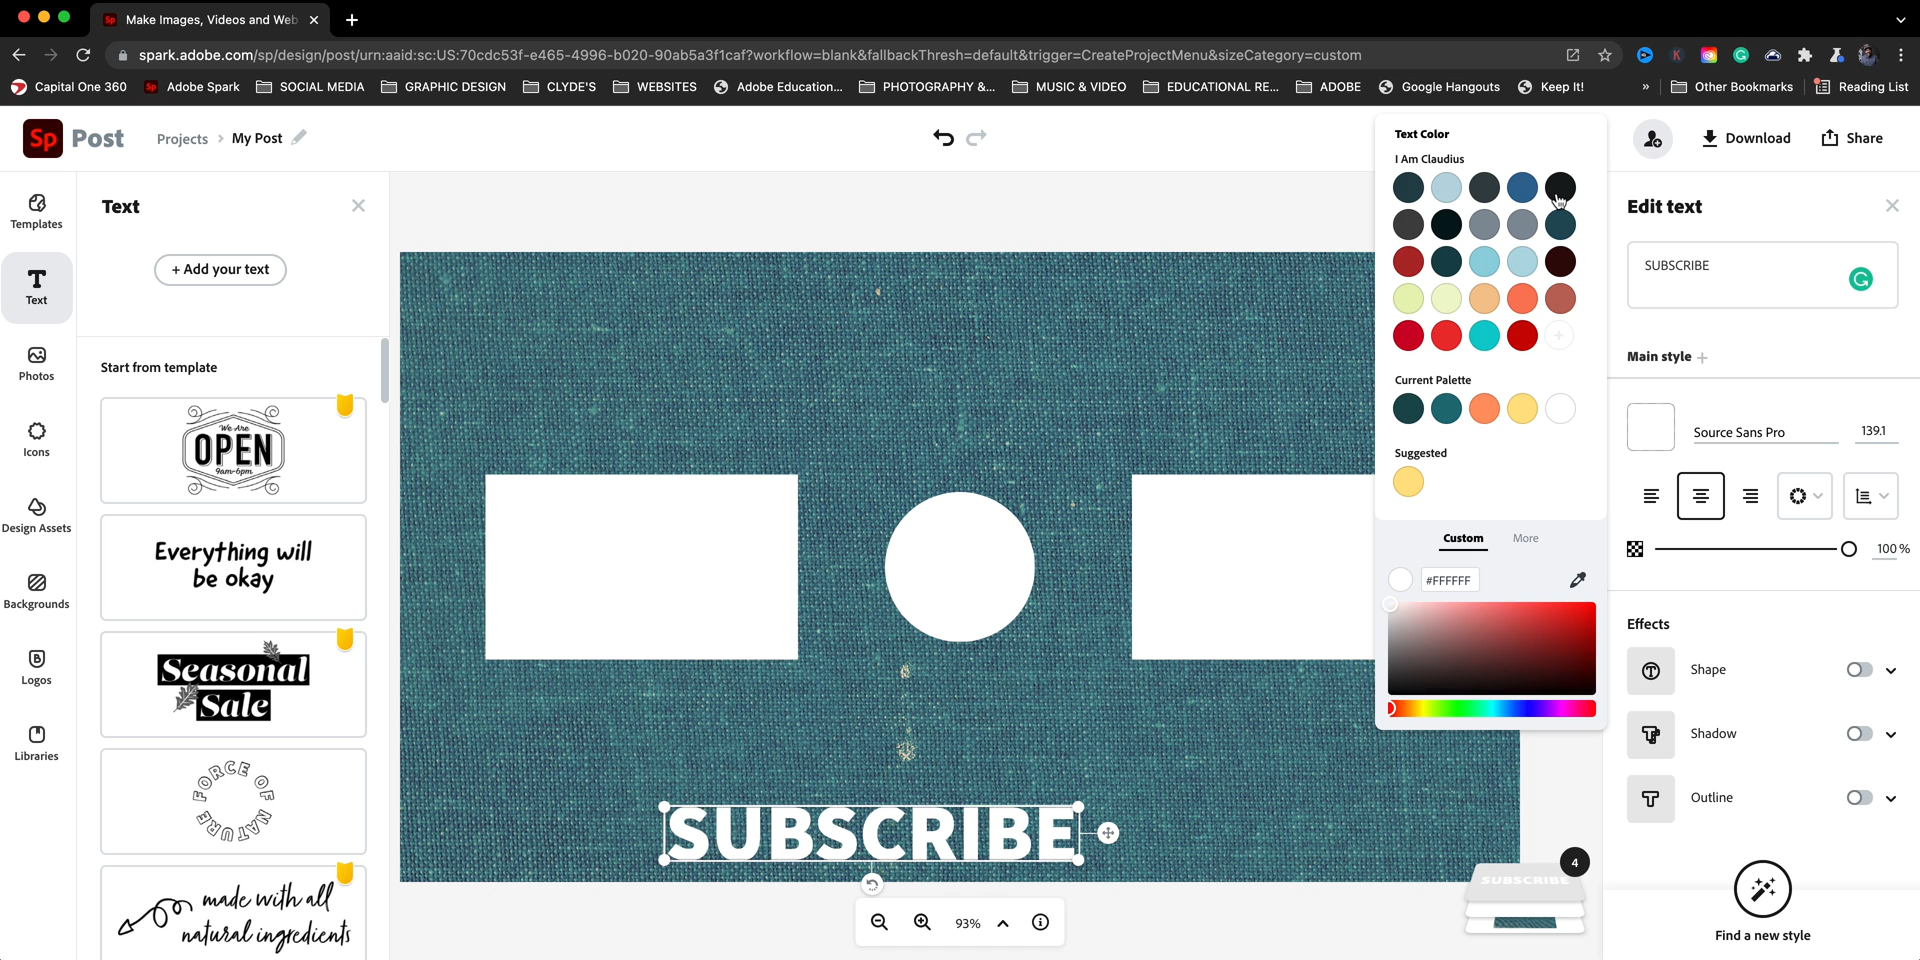 Sp
Make Images, Videos and Web
spark.adobe.com/sp/design/post/urn:aaid:sc:US:70cdc53f-e465-4996-b020-90ab5a3f1caf?workflow=blank&fallbackThresh=default&trigger=CreateProjectMenu&sizeCategory=custom
Capital One 360
Adobe Spark
SOCIAL MEDIA
GRAPHIC DESIGN
CLYDE'S
WEBSITES
Adobe Education...
PHOTOGRAPHY &...
MUSIC & VIDEO
EDUCATIONAL RE...
ADOBE
Google Hangouts
Keep It!
»
Other Bookmarks
Reading List
Sp Post
Projects > My Post
Download
Share
Templates
Text
Photos
Icons
Design Assets
Backgrounds
Logos
Libraries
Text
+ Add your text
Start from template
We Are
OPEN
9am-6pm
Everything will
be okay
Seasonal
Sale
FORCE OF NATURE
made with all
natural ingredients
SUBSCRIBE
93%
4
SUBSCRIBE
Text Color
I Am Claudius
Current Palette
Suggested
Custom
More
#FFFFFF
Edit text
SUBSCRIBE
Main style +
Source Sans Pro
139.1
100 %
Effects
Shape
Shadow
Outline
Find a new style